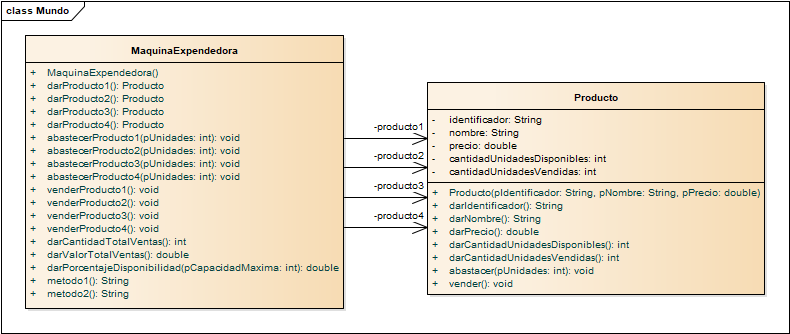 class Mundo
MaquinaExpendedora
+ MaquinaExpendedora()
+ darProducto1(): Producto
+ darProducto2(): Producto
+ darProducto3(): Producto
+ darProducto4(): Producto
+ abastecerProducto1(pUnidades: int): void
+ abastecerProducto2(pUnidades: int): void
+ abastecerProducto3(pUnidades: int): void
+ abastecerProducto4(pUnidades: int): void
+ venderProducto1(): void
+ venderProducto2(): void
+ venderProducto3(): void
+ venderProducto4(): void
+ darCantidadTotalVentas(): int
+ darValorTotalVentas(): double
+ darPorcentajeDisponibilidad(pCapacidadMaxima: int): double
+ metodo1(): String
+ metodo2(): String
-producto1
-producto2
-producto3
-producto4
Producto
- identificador: String
- nombre: String
- precio: double
- cantidadUnidadesDisponibles: int
- cantidadUnidadesVendidas: int
+ Producto(pIdentificador: String, pNombre: String, pPrecio: double)
+ darIdentificador(): String
+ darNombre(): String
+ darPrecio(): double
+ darCantidadUnidadesDisponibles(): int
+ darCantidadUnidadesVendidas(): int
+ abastacer(pUnidades: int): void
+ vender(): void